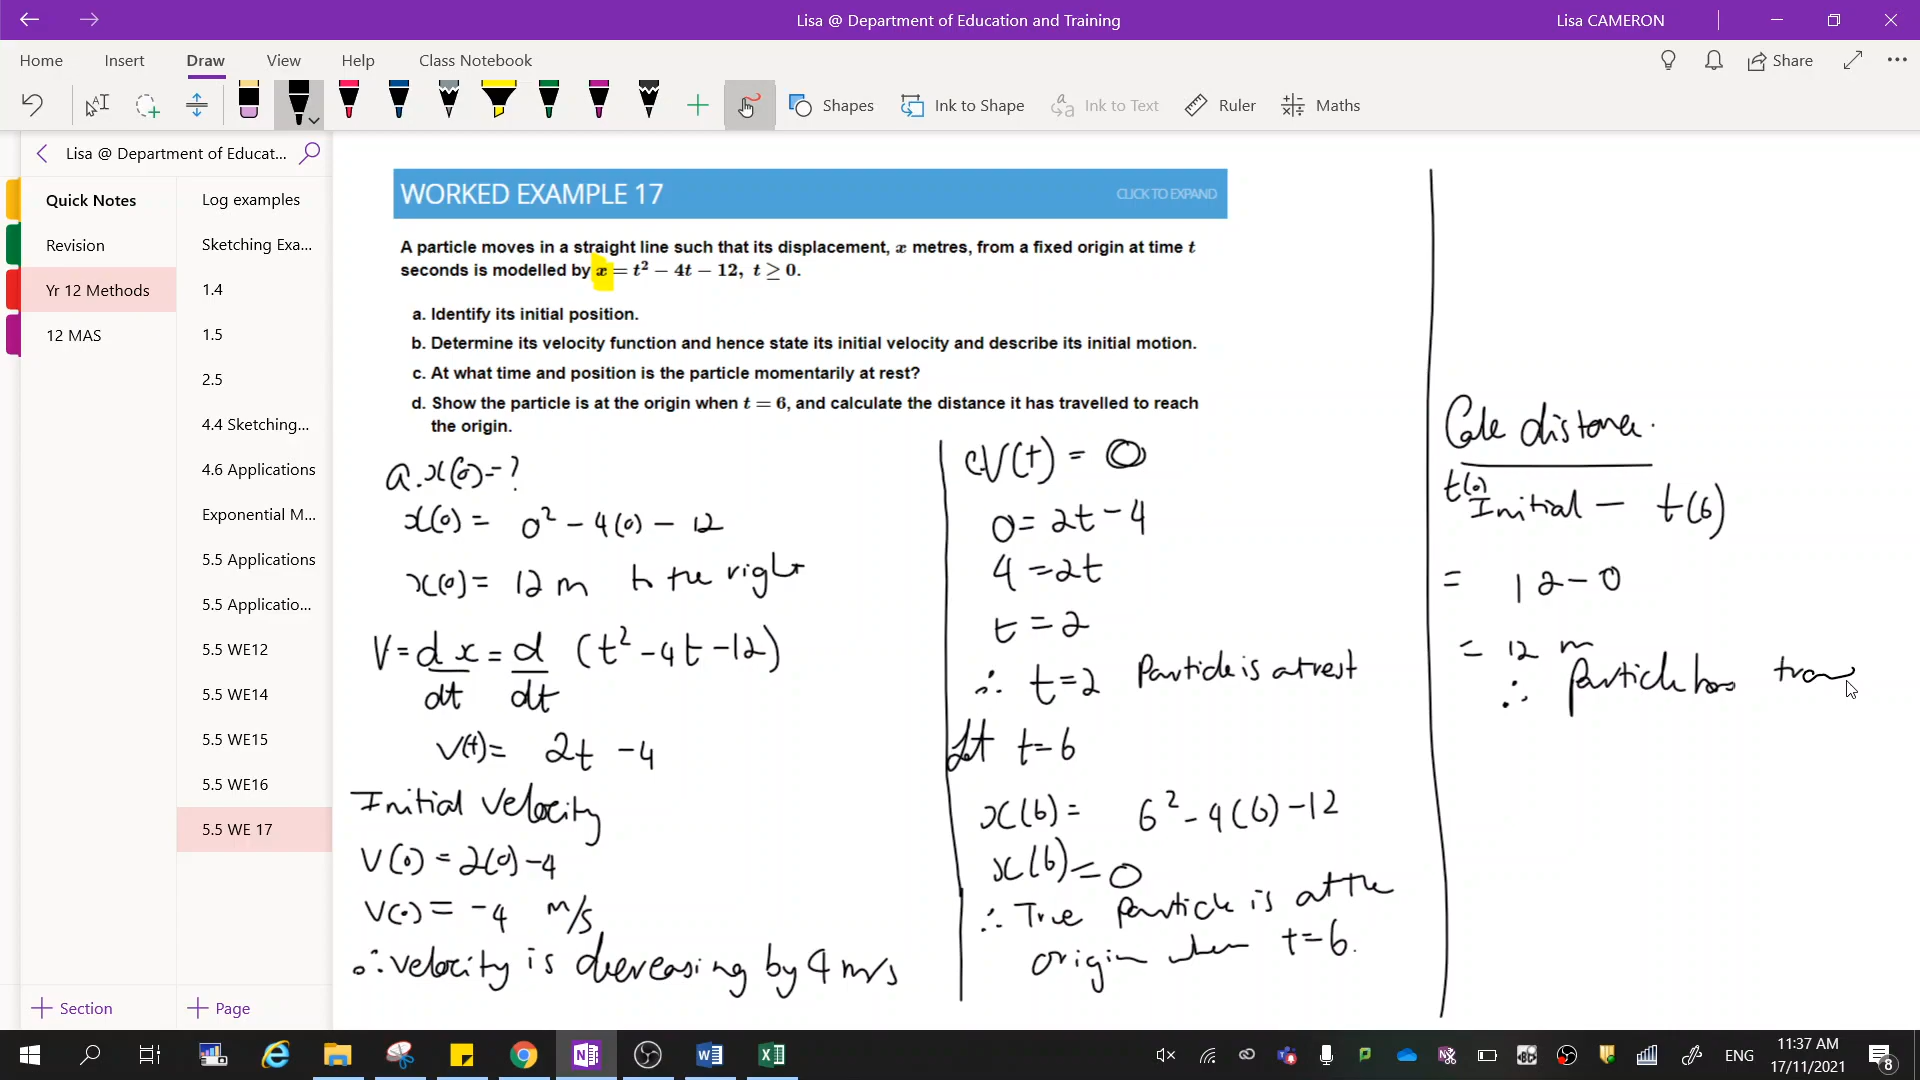 Lisa @ Department of Education and Training
Lisa CAMERON
Home Insert Draw View Help Class Notebook
Share
Shapes Ink to Shape Ink to Text Ruler Maths
Lisa @ Department of Educat...
Quick Notes
Revision
Yr 12 Methods
12 MAS
Log examples
Sketching Exa...
1.4
1.5
2.5
4.4 Sketching...
4.6 Applications
Exponential M...
5.5 Applications
5.5 Applicatio...
5.5 WE12
5.5 WE14
5.5 WE15
5.5 WE16
5.5 WE 17
Section
Page
WORKED EXAMPLE 17
CLICK TO EXPAND
A particle moves in a straight line such that its displacement, x metres, from a fixed origin at time t
seconds is modelled by x = t² − 4t − 12, t ≥ 0.
a. Identify its initial position.
b. Determine its velocity function and hence state its initial velocity and describe its initial motion.
c. At what time and position is the particle momentarily at rest?
d. Show the particle is at the origin when t = 6, and calculate the distance it has travelled to reach
the origin.
a. x(0) = ?
x(0) = 0² − 4(0) − 12
x(0) = 12 m to the right
V = dx/dt = d/dt (t² − 4t − 12)
v(t) = 2t − 4
Initial velocity
V(0) = 2(0) − 4
V(0) = −4 m/s
∴ velocity is decreasing by 4 m/s
c V(t) = 0
0 = 2t − 4
4 = 2t
t = 2
∴ t = 2 Particle is at rest
Let t = 6
x(6) = 6² − 4(6) − 12
x(6) = 0
∴ True particle is at the
origin when t = 6.
Calc distance.
t(0)
Initial − t(6)
= 12 − 0
= 12 m
∴ particle has trav
ENG
11:37 AM
17/11/2021
8